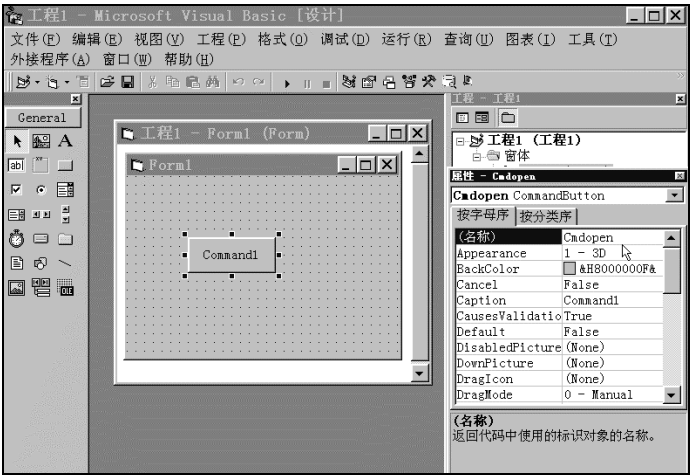 工程1 - Microsoft Visual Basic [设计]
文件(F) 编辑(E) 视图(V) 工程(P) 格式(O) 调试(D) 运行(R) 查询(U) 图表(I) 工具(T)
外接程序(A) 窗口(W) 帮助(H)
General
A
ab
工程1 - Form1 (Form)
Form1
Command1
工程 - 工程1
工程1 (工程1)
窗体
属性 - Cmdopen
Cmdopen CommandButton
按字母序 按分类序
(名称) Cmdopen
Appearance 1 - 3D
BackColor &H8000000F&
Cancel False
Caption Command1
CausesValidatio True
Default False
DisabledPicture (None)
DownPicture (None)
DragIcon (None)
DragMode 0 - Manual
(名称)
返回代码中使用的标识对象的名称。